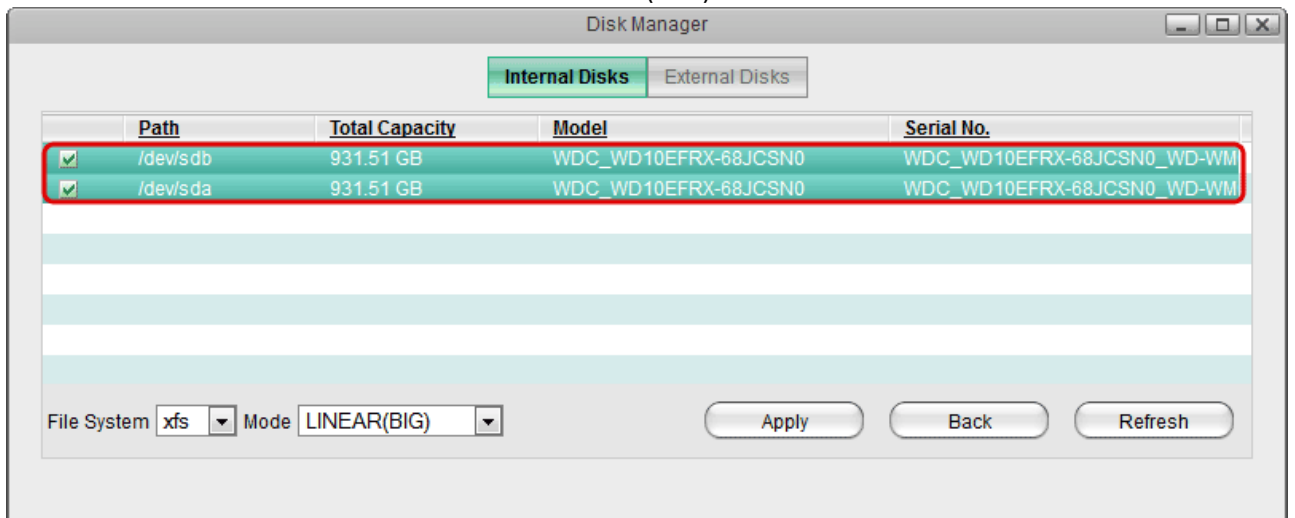 Disk Manager
Internal Disks External Disks
Path Total Capacity Model Serial No.
/dev/sdb 931.51 GB WDC_WD10EFRX-68JCSN0 WDC_WD10EFRX-68JCSN0_WD-WM
/dev/sda 931.51 GB WDC_WD10EFRX-68JCSN0 WDC_WD10EFRX-68JCSN0_WD-WM
File System xfs Mode LINEAR(BIG) Apply Back Refresh